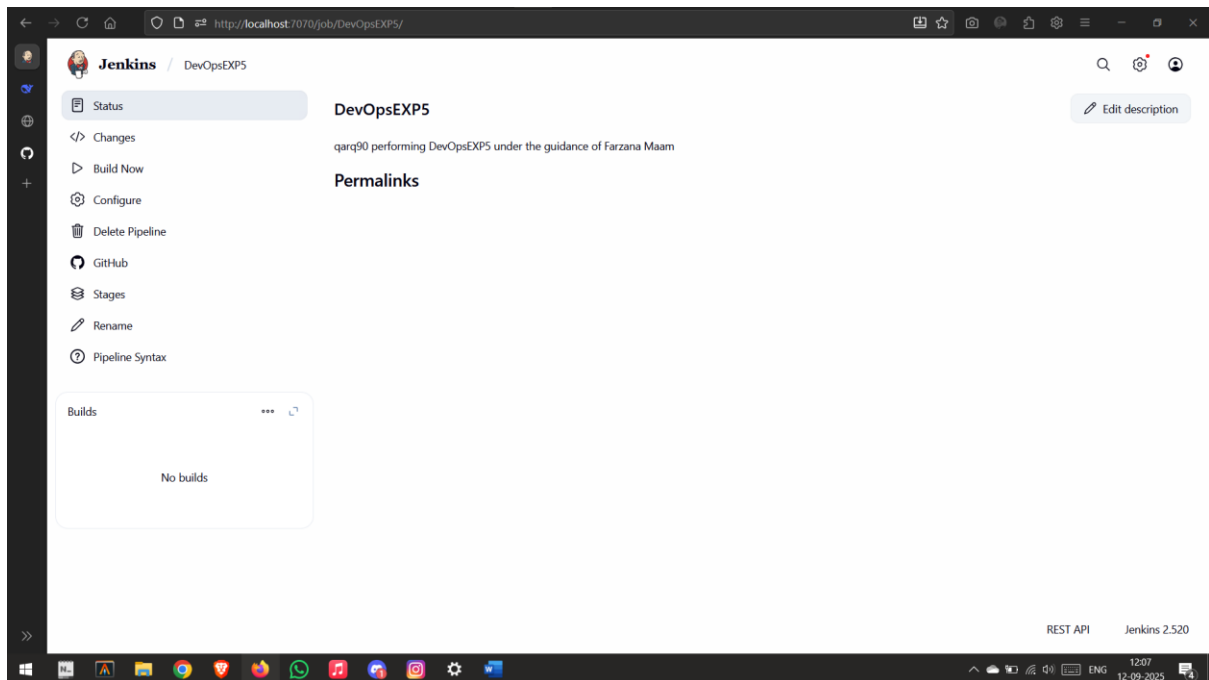 http://localhost:7070/job/DevOpsEXP5/
Jenkins / DevOpsEXP5
Status
Changes
Build Now
Configure
Delete Pipeline
GitHub
Stages
Rename
Pipeline Syntax
Builds
No builds
DevOpsEXP5
Edit description
qarq90 performing DevOpsEXP5 under the guidance of Farzana Maam
Permalinks
REST API
Jenkins 2.520
ENG
12:07
12-09-2025
4